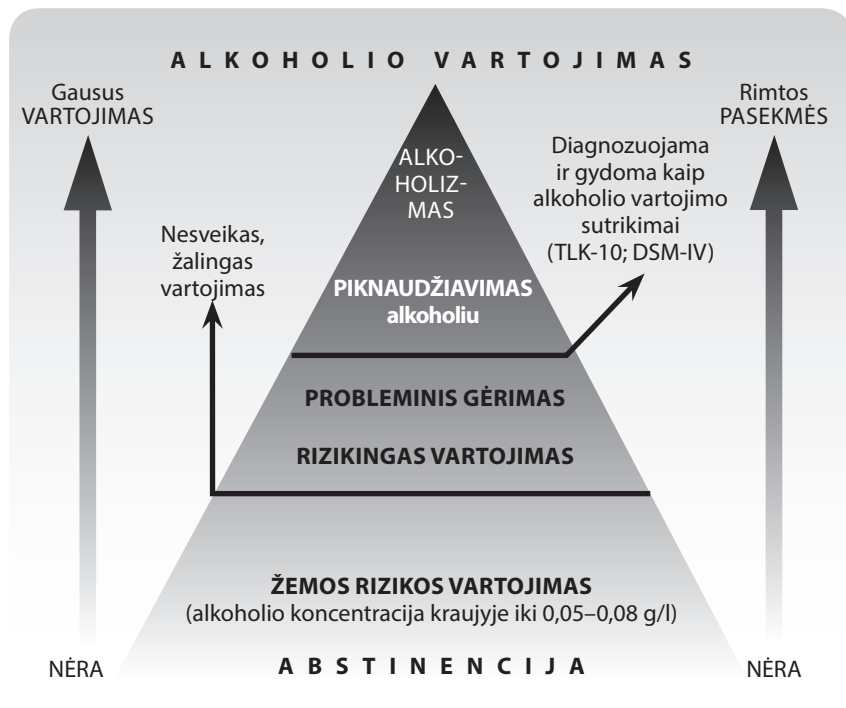 ALKOHOLIO VARTOJIMAS
Gausus
VARTOJIMAS
Rimtos
PASEKMĖS
ALKO-
HOLIZ-
MAS
Diagnozuojama
ir gydoma kaip
alkoholio vartojimo
sutrikimai
(TLK-10; DSM-IV)
Nesveikas,
žalingas
vartojimas
PIKNAUDŽIAVIMAS
alkoholiu
PROBLEMINIS GĖRIMAS
RIZIKINGAS VARTOJIMAS
ŽEMOS RIZIKOS VARTOJIMAS
(alkoholio koncentracija kraujyje iki 0,05–0,08 g/l)
NĖRA
ABSTINENCIJA
NĖRA